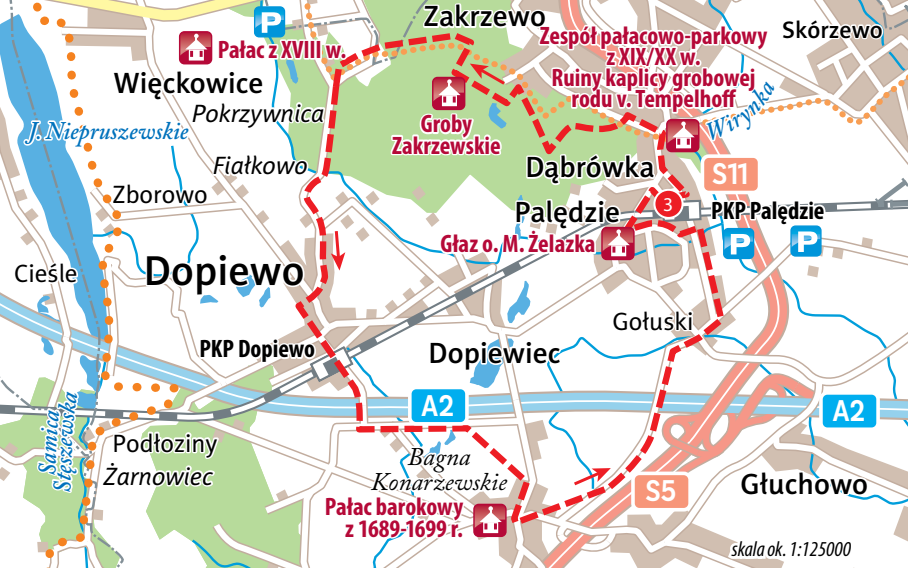 Zakrzewo
Skórzewo
P
Pałac z XVIII w.
Zespół pałacowo-parkowy
z XIX/XX w.
Ruiny kaplicy grobowej
rodu v. Tempelhoff
Więckowice
Pokrzywnica
Groby
Zakrzewskie
Wirynka
J. Niepruszewskie
Fiałkowo
Dąbrówka
S11
Zborowo
Palędzie
3
PKP Palędzie
Głaz o. M. Żelazka
P
P
Cieśle
Dopiewo
Gołuski
PKP Dopiewo
Dopiewiec
A2
A2
Samica
Stęszewska
Podłoziny
Żarnowiec
Bagna
Konarzewskie
S5
Głuchowo
Pałac barokowy
z 1689-1699 r.
skala ok. 1:125000